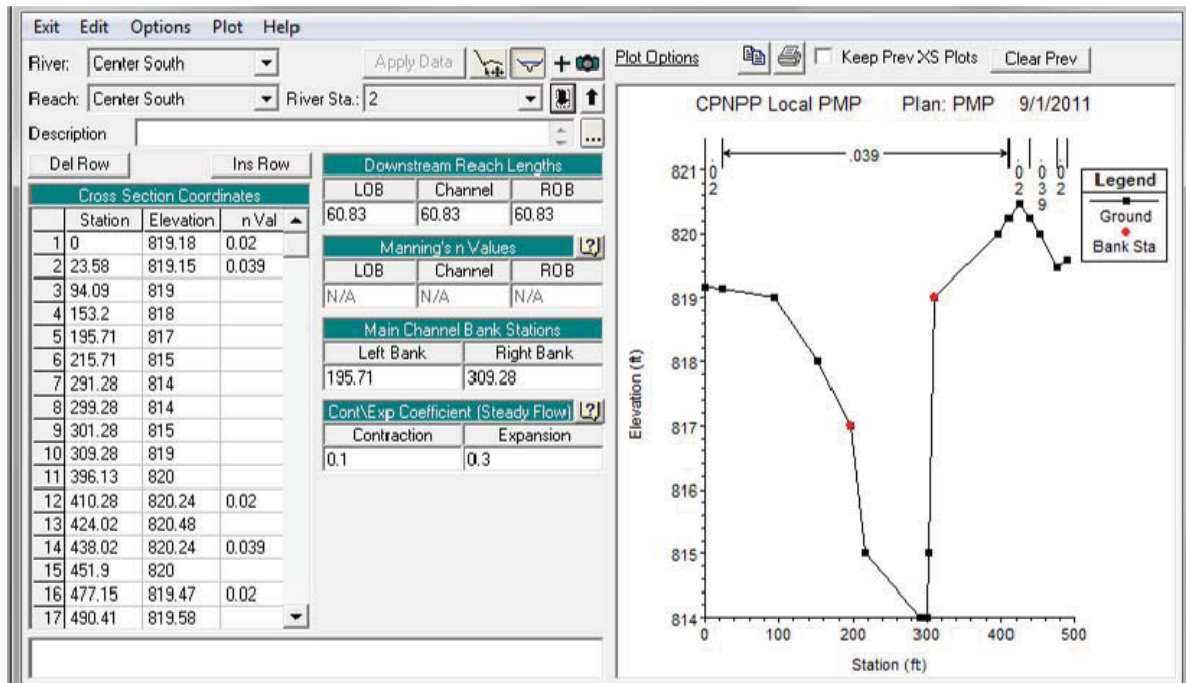 Exit Edit Options Plot Help
River: Center South Apply Data
Reach: Center South River Sta.: 2
Description ...
Del Row Ins Row
Cross Section Coordinates
Station Elevation n Val
1 0 819.18 0.02
2 23.58 819.15 0.039
3 94.09 819
4 153.2 818
5 195.71 817
6 215.71 815
7 291.28 814
8 299.28 814
9 301.28 815
10 309.28 819
11 396.13 820
12 410.28 820.24 0.02
13 424.02 820.48
14 438.02 820.24 0.039
15 451.9 820
16 477.15 819.47 0.02
17 490.41 819.58
Downstream Reach Lengths
LOB Channel ROB
60.83 60.83 60.83
Manning's n Values
LOB Channel ROB
N/A N/A N/A
Main Channel Bank Stations
Left Bank Right Bank
195.71 309.28
Cont\Exp Coefficient (Steady Flow)
Contraction Expansion
0.1 0.3
Plot Options Keep Prev XS Plots Clear Prev
CPNPP Local PMP Plan: PMP 9/1/2011
.02
.039
.02
.039
.02
Legend
Ground
Bank Sta
821
820
819
818
817
816
815
814
Elevation (ft)
0 100 200 300 400 500
Station (ft)